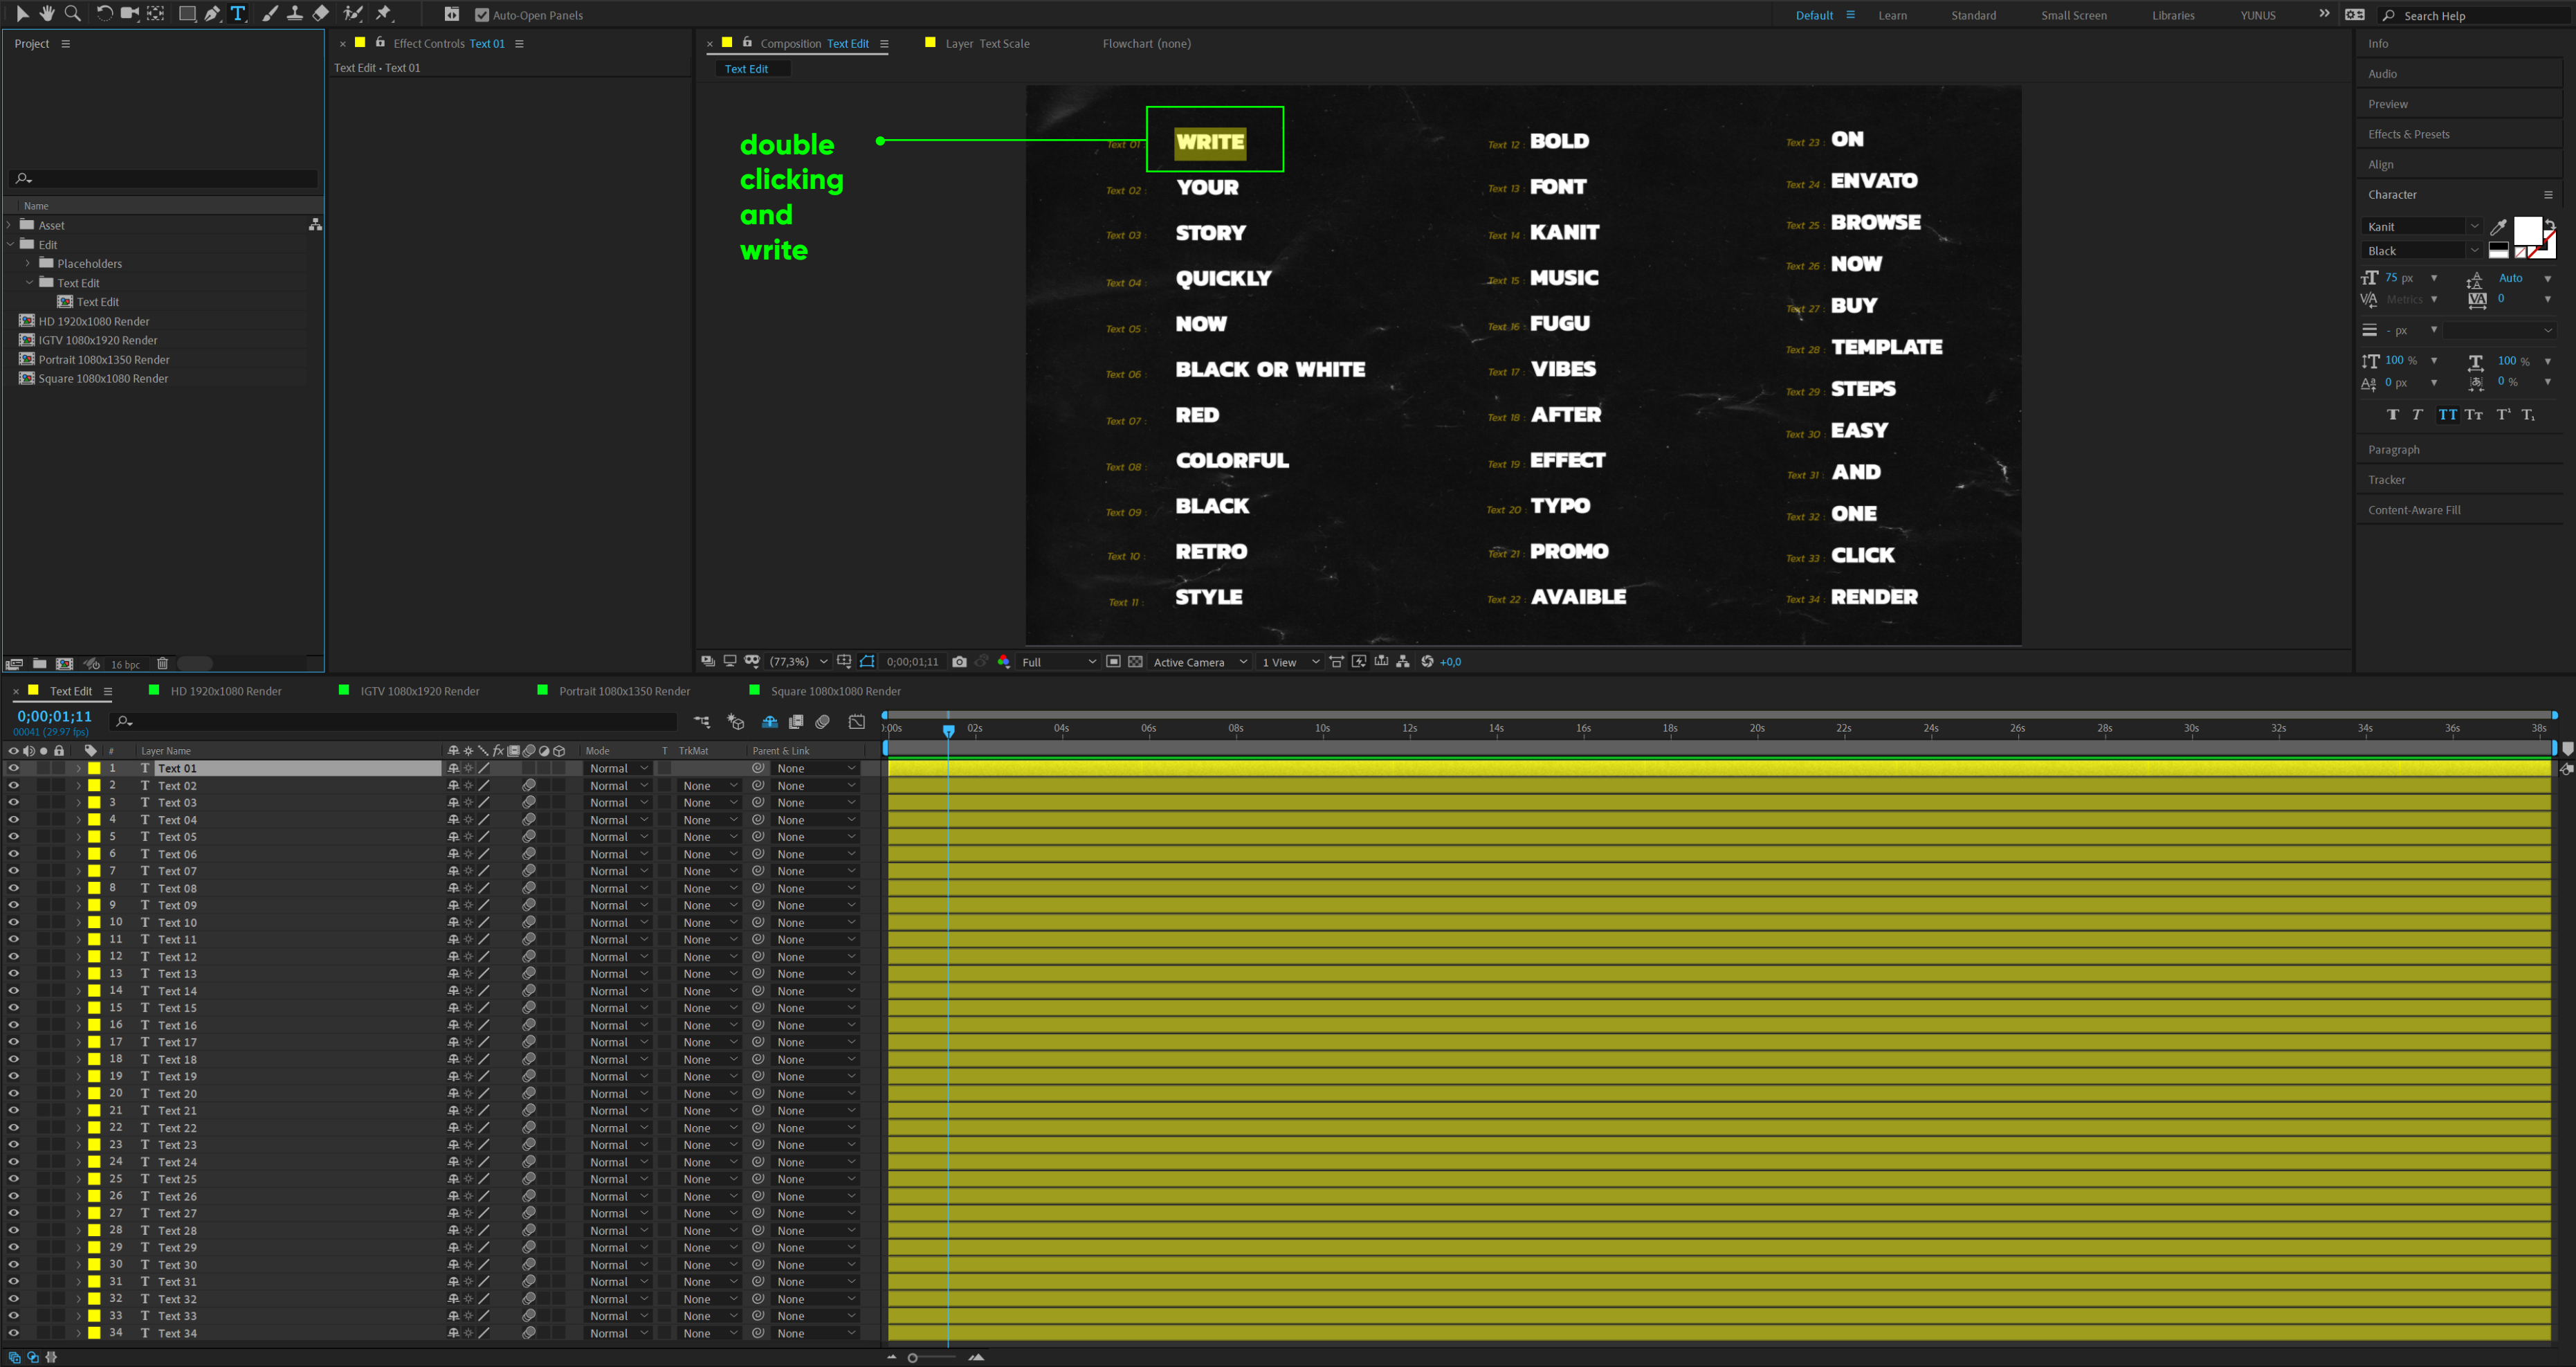 Auto-Open Panels
Default
Learn
Standard
Small Screen
Libraries
YUNUS
Search Help
Project
Effect Controls Text 01
Text Edit • Text 01
Composition Text Edit
Layer Text Scale
Flowchart (none)
Text Edit
Name
Asset
Edit
Placeholders
Text Edit
Text Edit
HD 1920x1080 Render
IGTV 1080x1920 Render
Portrait 1080x1350 Render
Square 1080x1080 Render
16 bpc
double
clicking
and
write
Text 01 : WRITE
Text 02 : YOUR
Text 03 : STORY
Text 04 : QUICKLY
Text 05 : NOW
Text 06 : BLACK OR WHITE
Text 07 : RED
Text 08 : COLORFUL
Text 09 : BLACK
Text 10 : RETRO
Text 11 : STYLE
Text 12 : BOLD
Text 13 : FONT
Text 14 : KANIT
Text 15 : MUSIC
Text 16 : FUGU
Text 17 : VIBES
Text 18 : AFTER
Text 19 : EFFECT
Text 20 : TYPO
Text 21 : PROMO
Text 22 : AVAIBLE
Text 23 : ON
Text 24 : ENVATO
Text 25 : BROWSE
Text 26 : NOW
Text 27 : BUY
Text 28 : TEMPLATE
Text 29 : STEPS
Text 30 : EASY
Text 31 : AND
Text 32 : ONE
Text 33 : CLICK
Text 34 : RENDER
(77,3%)
0;00;01;11
Full
Active Camera
1 View
+0,0
Info
Audio
Preview
Effects & Presets
Align
Character
Kanit
Black
75 px
Auto
Metrics
0
- px
100 %
100 %
0 px
0 %
Paragraph
Tracker
Content-Aware Fill
Text Edit
HD 1920x1080 Render
IGTV 1080x1920 Render
Portrait 1080x1350 Render
Square 1080x1080 Render
0;00;01;11
00041 (29.97 fps)
# Layer Name Mode T TrkMat Parent & Link
:00s 02s 04s 06s 08s 10s 12s 14s 16s 18s 20s 22s 24s 26s 28s 30s 32s 34s 36s 38s
1 T Text 01 Normal None
2 T Text 02 Normal None None
3 T Text 03 Normal None None
4 T Text 04 Normal None None
5 T Text 05 Normal None None
6 T Text 06 Normal None None
7 T Text 07 Normal None None
8 T Text 08 Normal None None
9 T Text 09 Normal None None
10 T Text 10 Normal None None
11 T Text 11 Normal None None
12 T Text 12 Normal None None
13 T Text 13 Normal None None
14 T Text 14 Normal None None
15 T Text 15 Normal None None
16 T Text 16 Normal None None
17 T Text 17 Normal None None
18 T Text 18 Normal None None
19 T Text 19 Normal None None
20 T Text 20 Normal None None
21 T Text 21 Normal None None
22 T Text 22 Normal None None
23 T Text 23 Normal None None
24 T Text 24 Normal None None
25 T Text 25 Normal None None
26 T Text 26 Normal None None
27 T Text 27 Normal None None
28 T Text 28 Normal None None
29 T Text 29 Normal None None
30 T Text 30 Normal None None
31 T Text 31 Normal None None
32 T Text 32 Normal None None
33 T Text 33 Normal None None
34 T Text 34 Normal None None